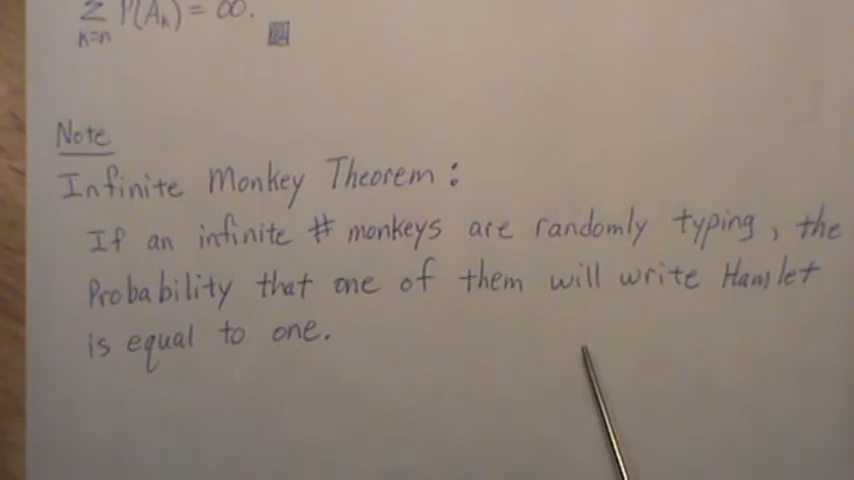 ∑ P(Aₖ) = ∞.
k=n
Note
Infinite Monkey Theorem:
If an infinite # monkeys are randomly typing, the
Probability that one of them will write Hamlet
is equal to one.